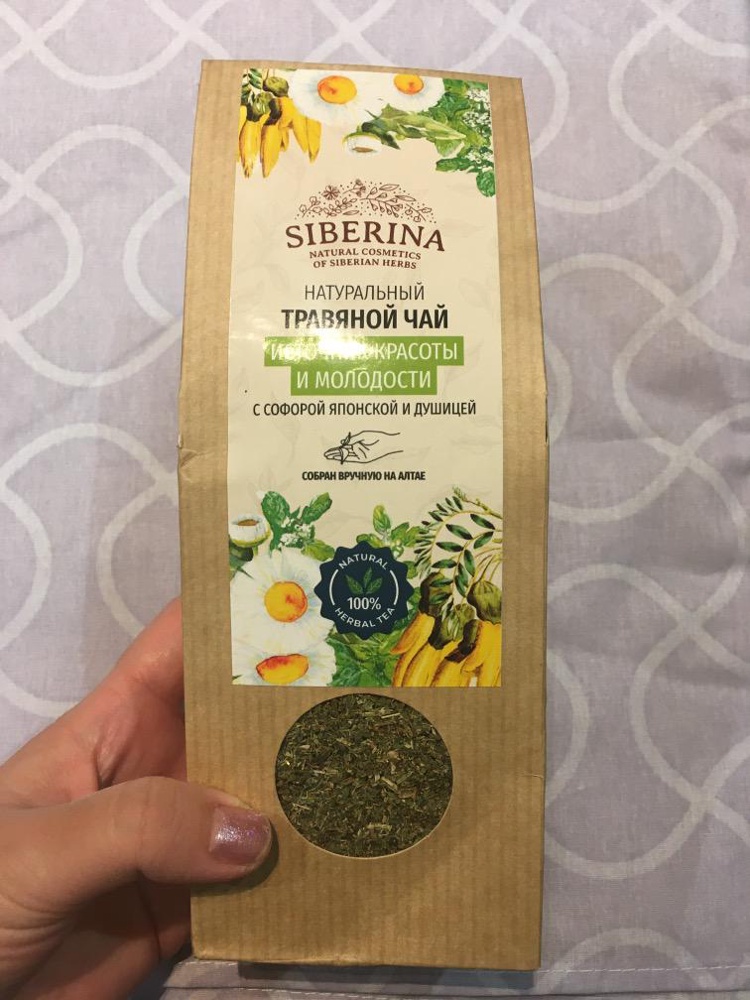 SIBERINA
NATURAL COSMETICS
OF SIBERIAN HERBS
НАТУРАЛЬНЫЙ
ТРАВЯНОЙ ЧАЙ
ИСТОЧНИК КРАСОТЫ
И МОЛОДОСТИ
С СОФОРОЙ ЯПОНСКОЙ И ДУШИЦЕЙ
СОБРАН ВРУЧНУЮ НА АЛТАЕ
NATURAL
100%
HERBAL TEA